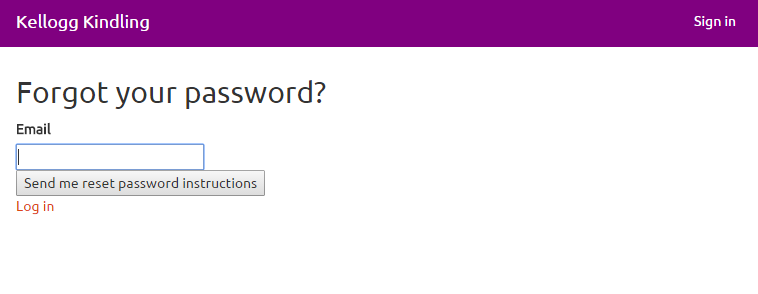 Kellogg Kindling
Sign in
Forgot your password?
Email
Send me reset password instructions
Log in